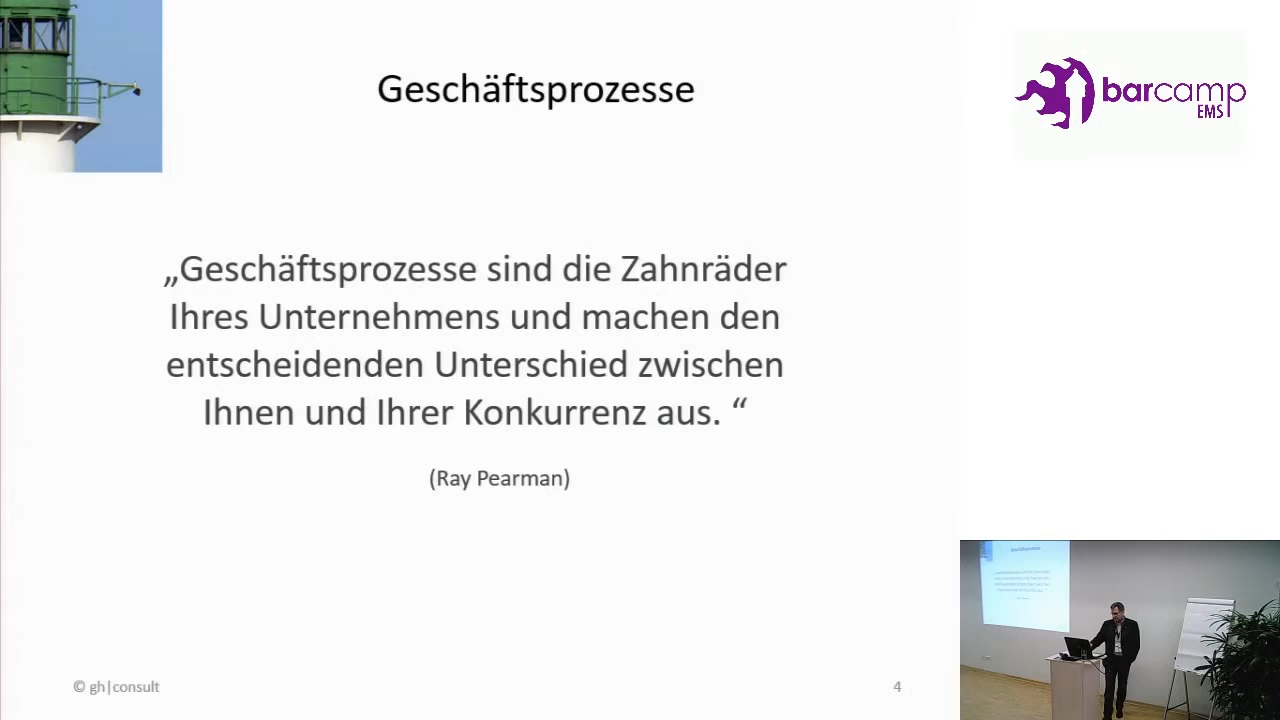 Geschäftsprozesse
barcamp
EMS
„Geschäftsprozesse sind die Zahnräder
Ihres Unternehmens und machen den
entscheidenden Unterschied zwischen
Ihnen und Ihrer Konkurrenz aus. “
(Ray Pearman)
© gh|consult
4